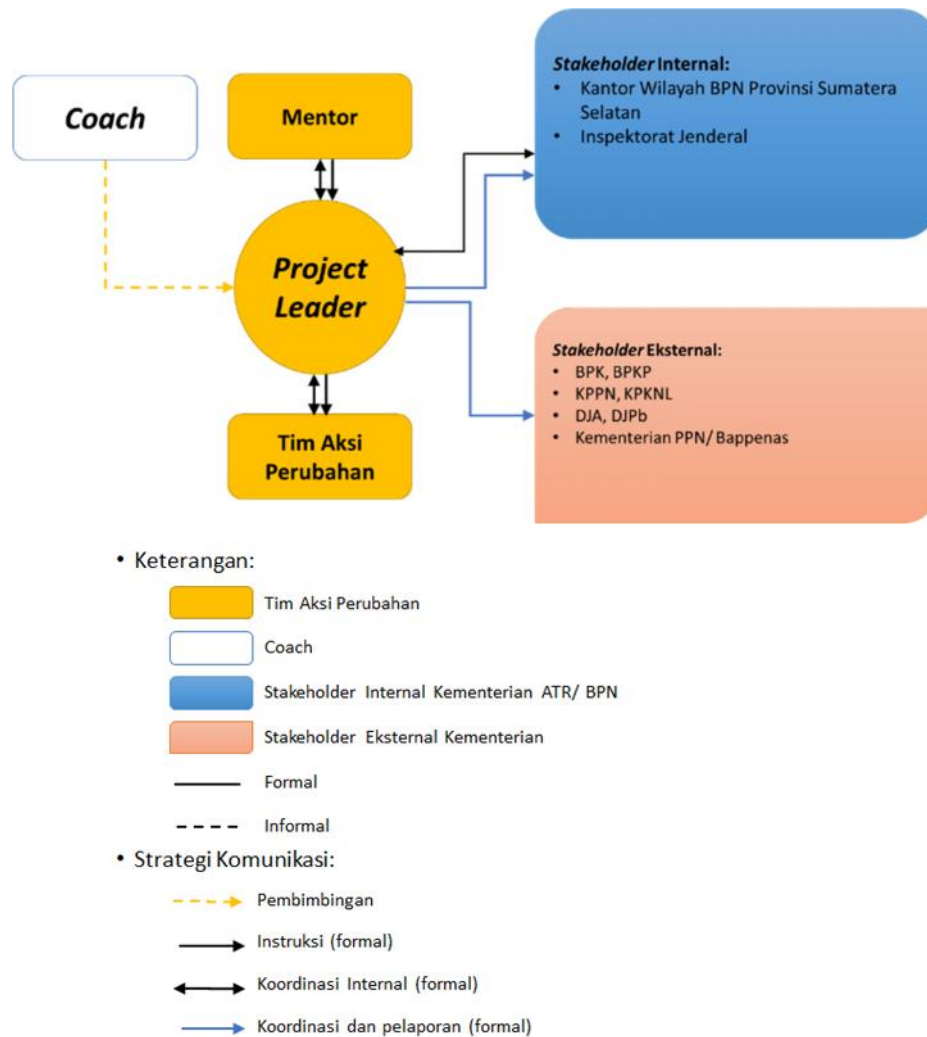 Coach
Mentor
Project
Leader
Tim Aksi
Perubahan
Stakeholder Internal:
• Kantor Wilayah BPN Provinsi Sumatera
Selatan
• Inspektorat Jenderal
Stakeholder Eksternal:
• BPK, BPKP
• KPPN, KPKNL
• DJA, DJPb
• Kementerian PPN/ Bappenas
• Keterangan:
Tim Aksi Perubahan
Coach
Stakeholder Internal Kementerian ATR/ BPN
Stakeholder Eksternal Kementerian
Formal
Informal
• Strategi Komunikasi:
Pembimbingan
Instruksi (formal)
Koordinasi Internal (formal)
Koordinasi dan pelaporan (formal)